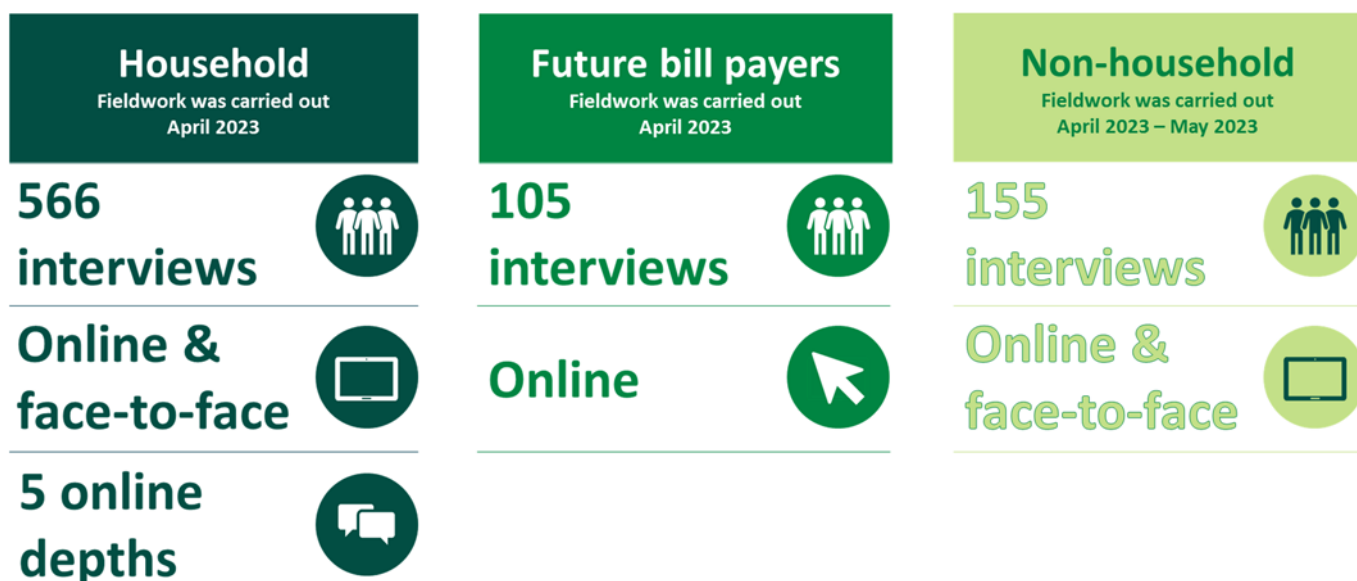 Household
Fieldwork was carried out
April 2023
566
interviews
Online &
face-to-face
5 online
depths
Future bill payers
Fieldwork was carried out
April 2023
105
interviews
Online
Non-household
Fieldwork was carried out
April 2023 – May 2023
155
interviews
Online &
face-to-face